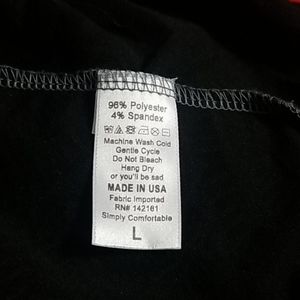 96% Polyester
4% Spandex
Machine Wash Cold
Gentle Cycle
Do Not Bleach
Hang Dry
or you'll be sad
MADE IN USA
Fabric Imported
RN# 142161
Simply Comfortable
L